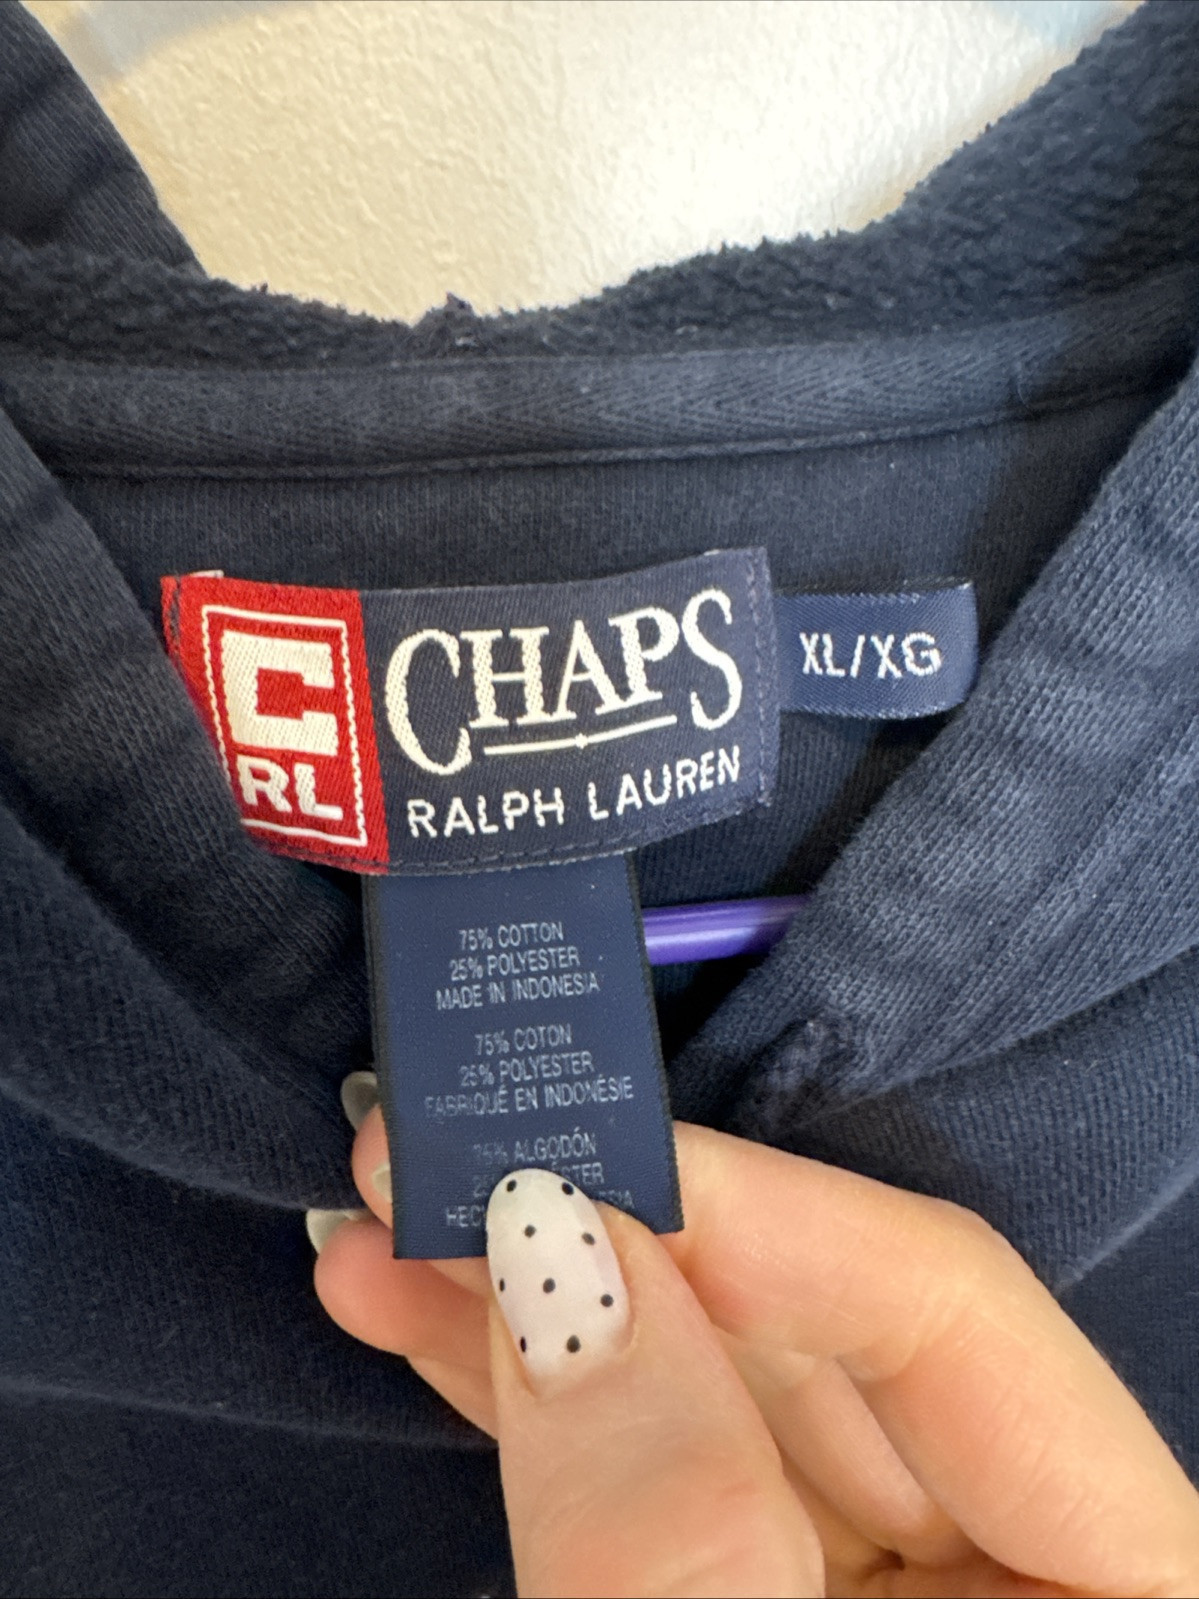 C
RL
CHAPS
RALPH LAUREN
XL/XG
75% COTTON
25% POLYESTER
MADE IN INDONESIA
75% COTON
25% POLYESTER
FABRIQUÉ EN INDONÉSIE
75% ALGODÓN